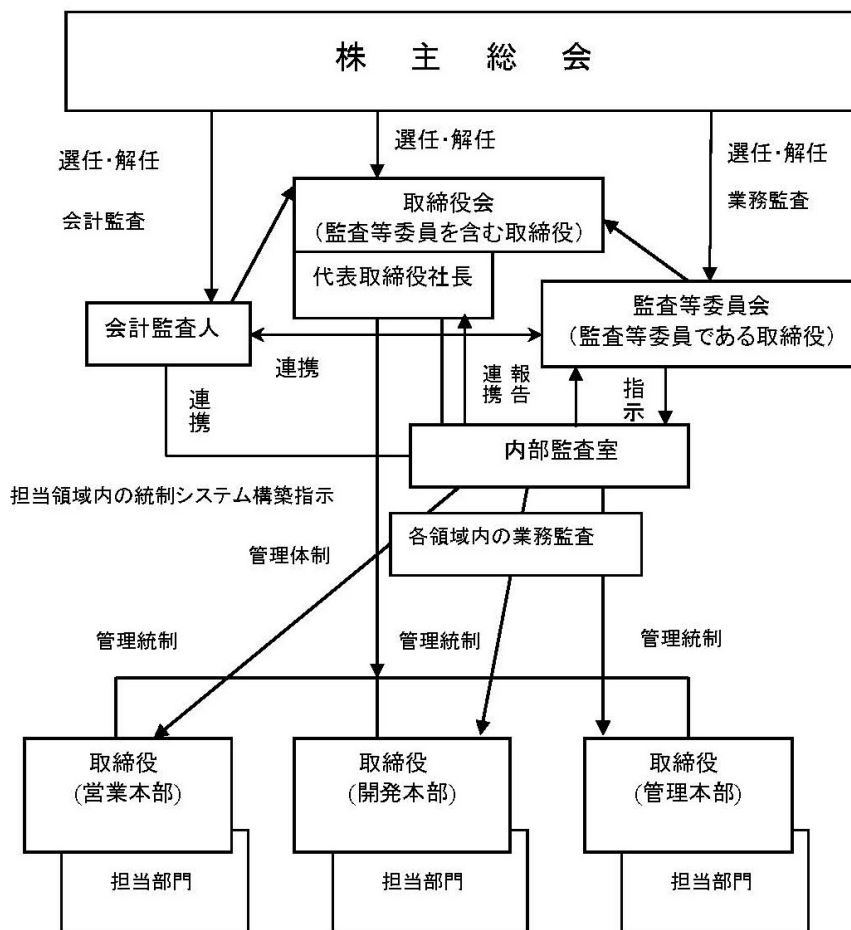 株 主 総 会
選任・解任
選任・解任
選任・解任
会計監査
業務監査
取締役会
（監査等委員を含む取締役）
代表取締役社長
会計監査人
監査等委員会
（監査等委員である取締役）
連携
連携
連携
報告
指示
内部監査室
担当領域内の統制システム構築指示
各領域内の業務監査
管理体制
管理統制
管理統制
管理統制
取締役
(営業本部)
取締役
(開発本部)
取締役
(管理本部)
担当部門
担当部門
担当部門